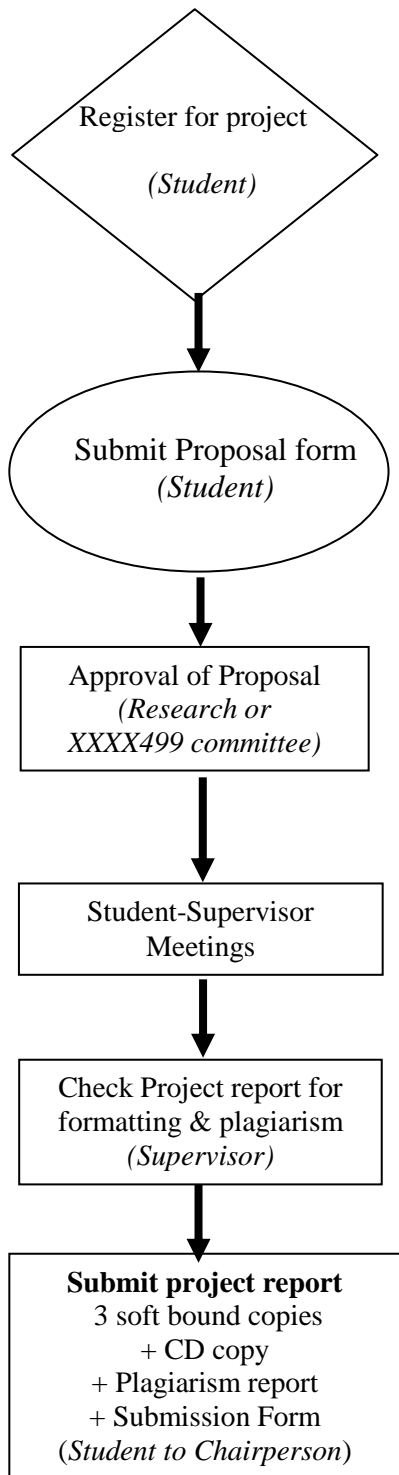 Register for project
(Student)
Submit Proposal form
(Student)
Approval of Proposal
(Research or
XXXX499 committee)
Student-Supervisor
Meetings
Check Project report for
formatting & plagiarism
(Supervisor)
Submit project report
3 soft bound copies
+ CD copy
+ Plagiarism report
+ Submission Form
(Student to Chairperson)